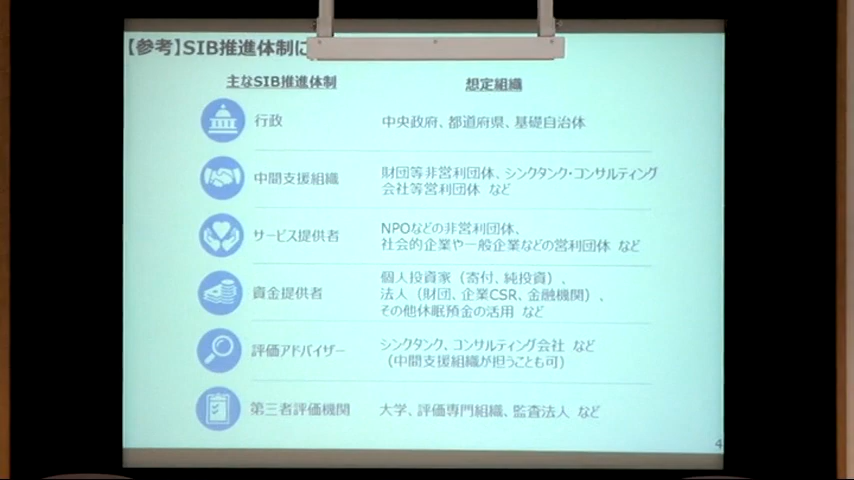 【参考】SIB推進体制に
主なSIB推進体制
想定組織
行政
中央政府、都道府県、基礎自治体
中間支援組織
財団等非営利団体、シンクタンク・コンサルティング
会社等営利団体 など
サービス提供者
NPOなどの非営利団体、
社会的企業や一般企業などの営利団体 など
資金提供者
個人投資家（寄付、純投資）、
法人（財団、企業CSR、金融機関）、
その他休眠預金の活用 など
評価アドバイザー
シンクタンク、コンサルティング会社 など
（中間支援組織が担うことも可）
第三者評価機関
大学、評価専門組織、監査法人 など
4